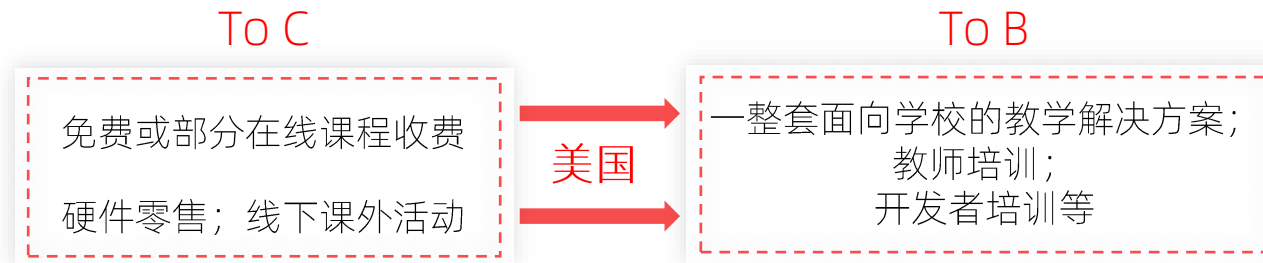 To C
To B
免费或部分在线课程收费
硬件零售；线下课外活动
美国
一整套面向学校的教学解决方案；
教师培训；
开发者培训等